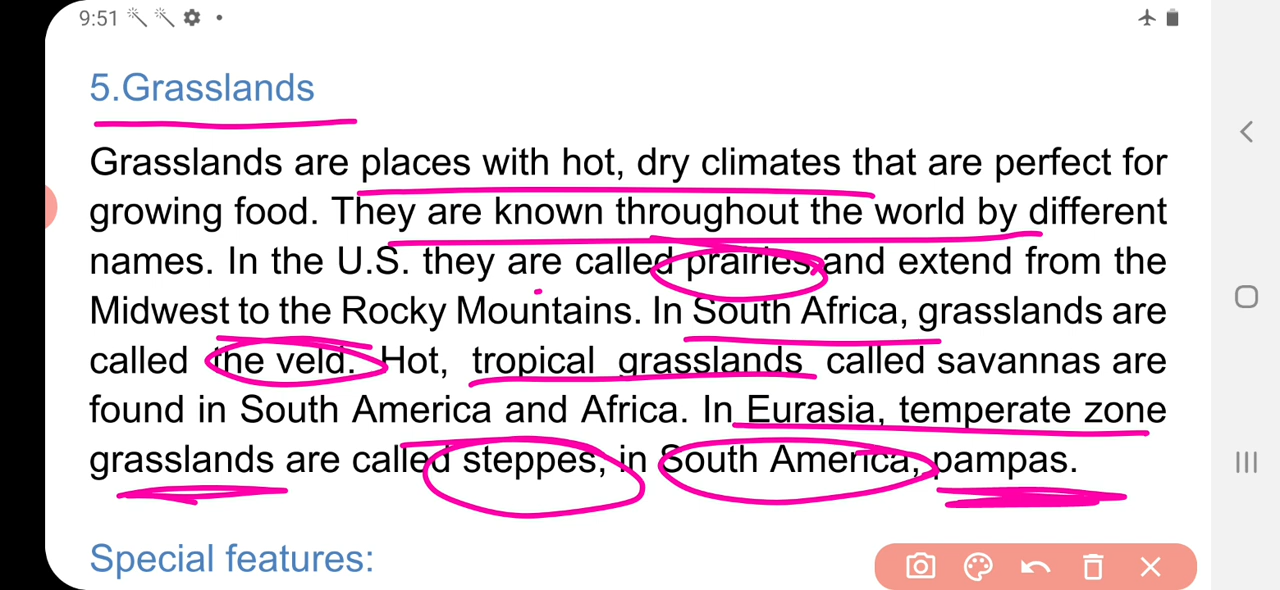 9:51
5.Grasslands
Grasslands are places with hot, dry climates that are perfect for
growing food. They are known throughout the world by different
names. In the U.S. they are called prairies and extend from the
Midwest to the Rocky Mountains. In South Africa, grasslands are
called the veld. Hot, tropical grasslands called savannas are
found in South America and Africa. In Eurasia, temperate zone
grasslands are called steppes, in South America, pampas.
Special features: